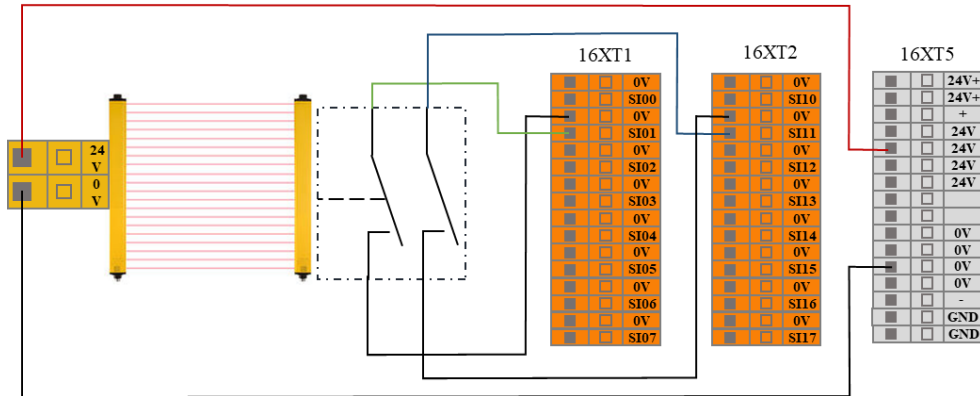 24
V
0
V
16XT1
0V
SI00
0V
SI01
0V
SI02
0V
SI03
0V
SI04
0V
SI05
0V
SI06
0V
SI07
16XT2
0V
SI10
0V
SI11
0V
SI12
0V
SI13
0V
SI14
0V
SI15
0V
SI16
0V
SI17
16XT5
24V+
24V+
+
24V
24V
24V
24V
0V
0V
0V
0V
-
GND
GND